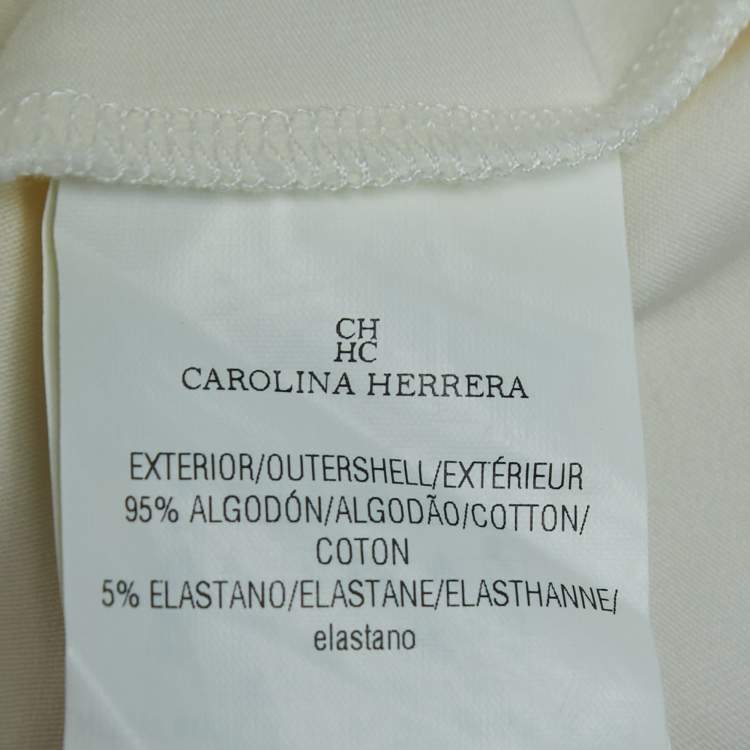 CH
HC
CAROLINA HERRERA
EXTERIOR/OUTERSHELL/EXTÉRIEUR
95% ALGODÓN/ALGODÃO/COTTON/
COTON
5% ELASTANO/ELASTANE/ELASTHANNE/
elastano